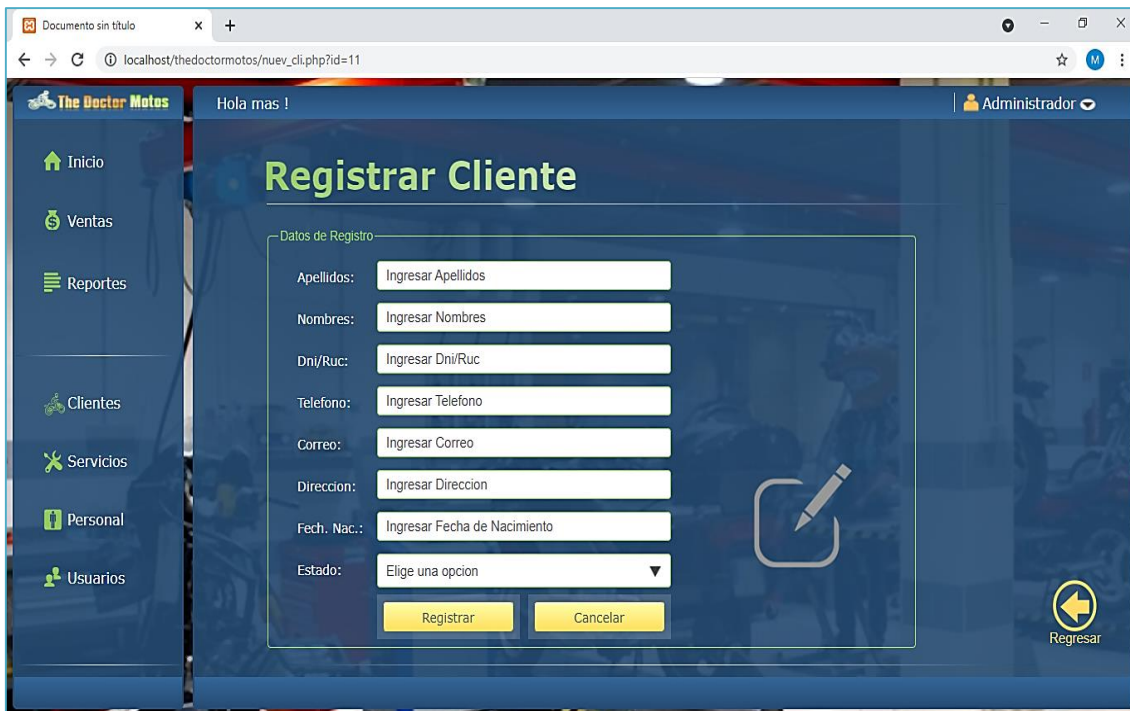 Documento sin título
localhost/thedoctormotos/nuev_cli.php?id=11
M
The Doctor Motos
Hola mas !
Administrador
Inicio
Ventas
Reportes
Clientes
Servicios
Personal
Usuarios
Registrar Cliente
Datos de Registro
Apellidos: Ingresar Apellidos
Nombres: Ingresar Nombres
Dni/Ruc: Ingresar Dni/Ruc
Telefono: Ingresar Telefono
Correo: Ingresar Correo
Direccion: Ingresar Direccion
Fech. Nac.: Ingresar Fecha de Nacimiento
Estado: Elige una opcion
Registrar Cancelar
Regresar